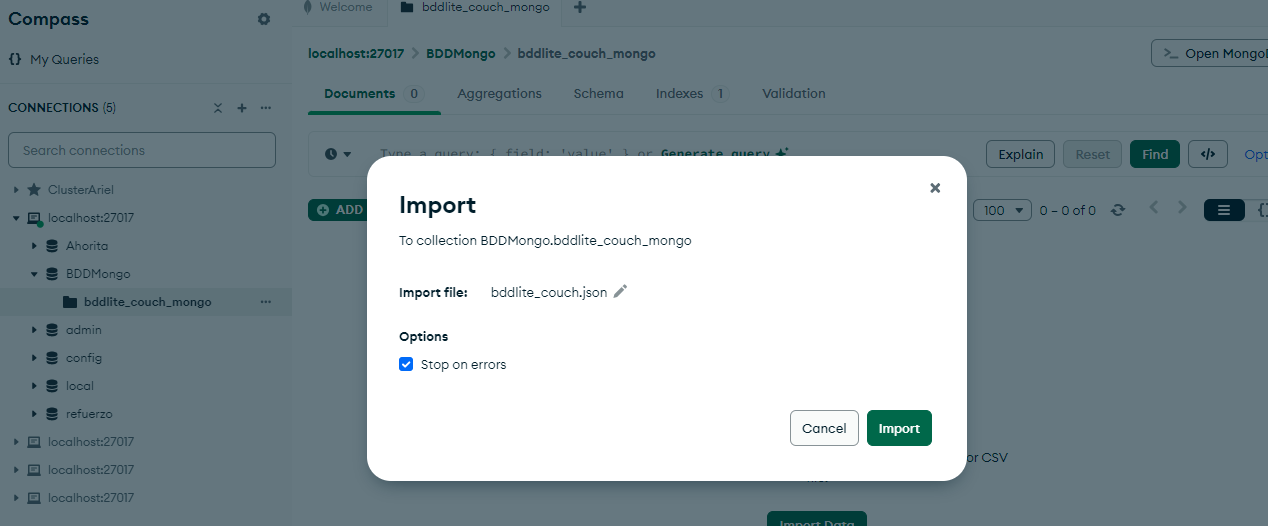 Compass
Welcome
bddlite_couch_mongo
My Queries
CONNECTIONS (5)
Search connections
ClusterAriel
localhost:27017
Ahorita
BDDMongo
bddlite_couch_mongo
admin
config
local
refuerzo
localhost:27017
localhost:27017
localhost:27017
localhost:27017 > BDDMongo > bddlite_couch_mongo
>_ Open Mongo
Documents 0 Aggregations Schema Indexes 1 Validation
Type a query: { field: 'value' } or Generate query
Explain Reset Find </> Opt
ADD
100 0 – 0 of 0
Import
To collection BDDMongo.bddlite_couch_mongo
Import file: bddlite_couch.json
Options
Stop on errors
Cancel Import
or CSV
Import Data